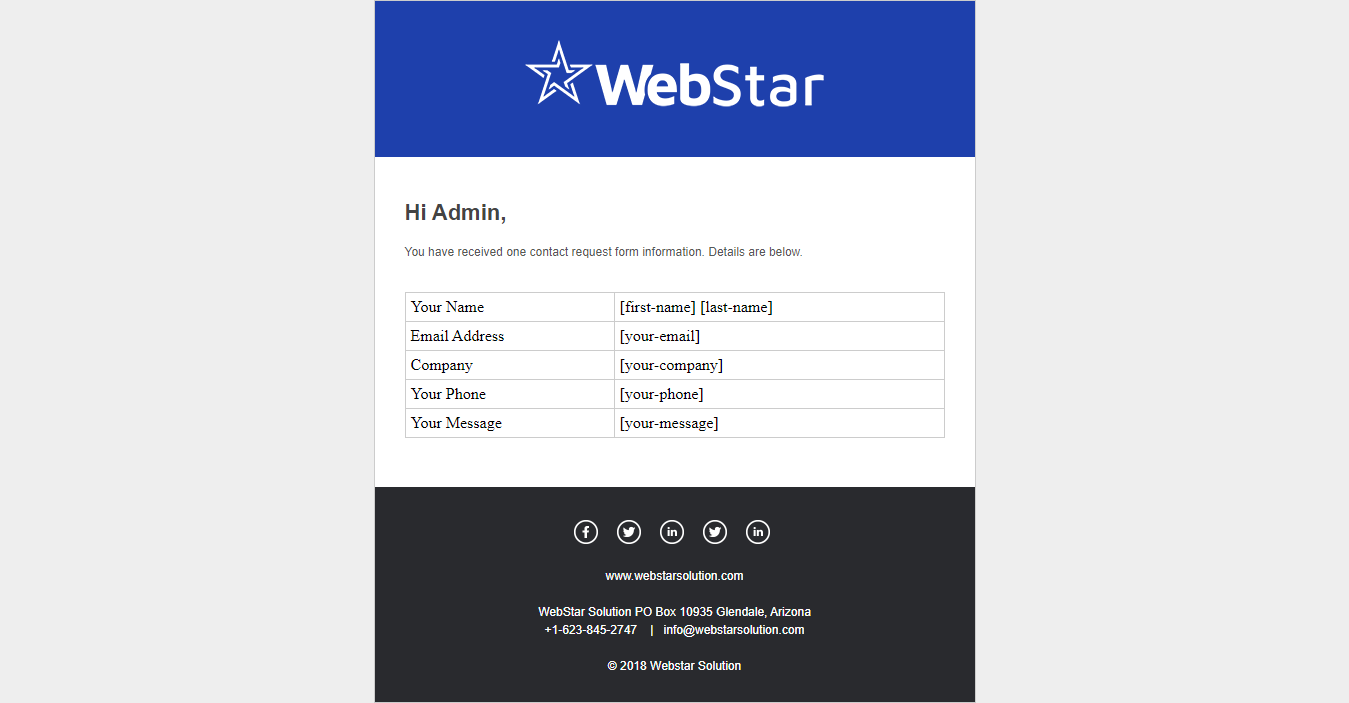 WebStar
Hi Admin,
You have received one contact request form information. Details are below.
Your Name [first-name] [last-name]
Email Address [your-email]
Company [your-company]
Your Phone [your-phone]
Your Message [your-message]
www.webstarsolution.com
WebStar Solution PO Box 10935 Glendale, Arizona
+1-623-845-2747 | info@webstarsolution.com
© 2018 Webstar Solution